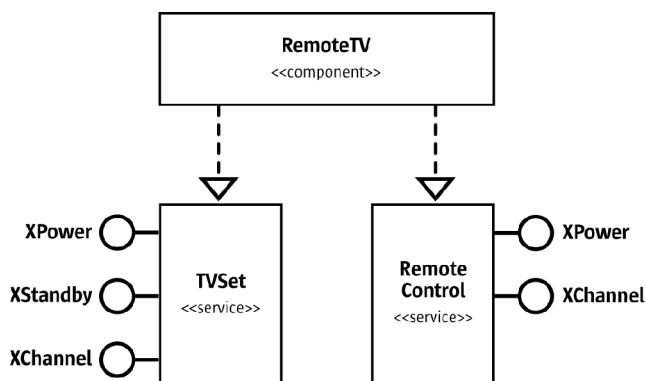 RemoteTV
<<component>>
XPower
XStandby
XChannel
TVSet
<<service>>
Remote
Control
<<service>>
XPower
XChannel